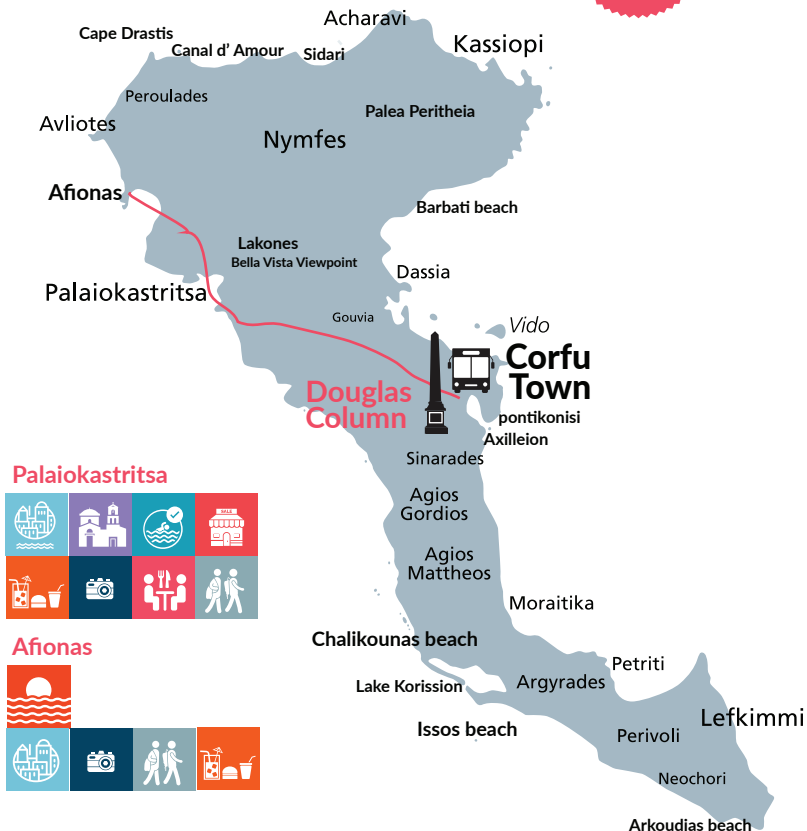 Acharavi
Cape Drastis
Canal d’ Amour
Sidari
Kassiopi
Peroulades
Palea Peritheia
Avliotes
Nymfes
Afionas
Barbati beach
Lakones
Bella Vista Viewpoint
Dassia
Palaiokastritsa
Gouvia
Vido
Corfu
Town
Douglas
Column
pontikonisi
Axilleion
Sinarades
Palaiokastritsa
SALE
Agios
Gordios
Agios
Mattheos
Moraitika
Chalikounas beach
Afionas
Petriti
Lake Korission
Argyrades
Issos beach
Lefkimmi
Perivoli
Neochori
Arkoudias beach